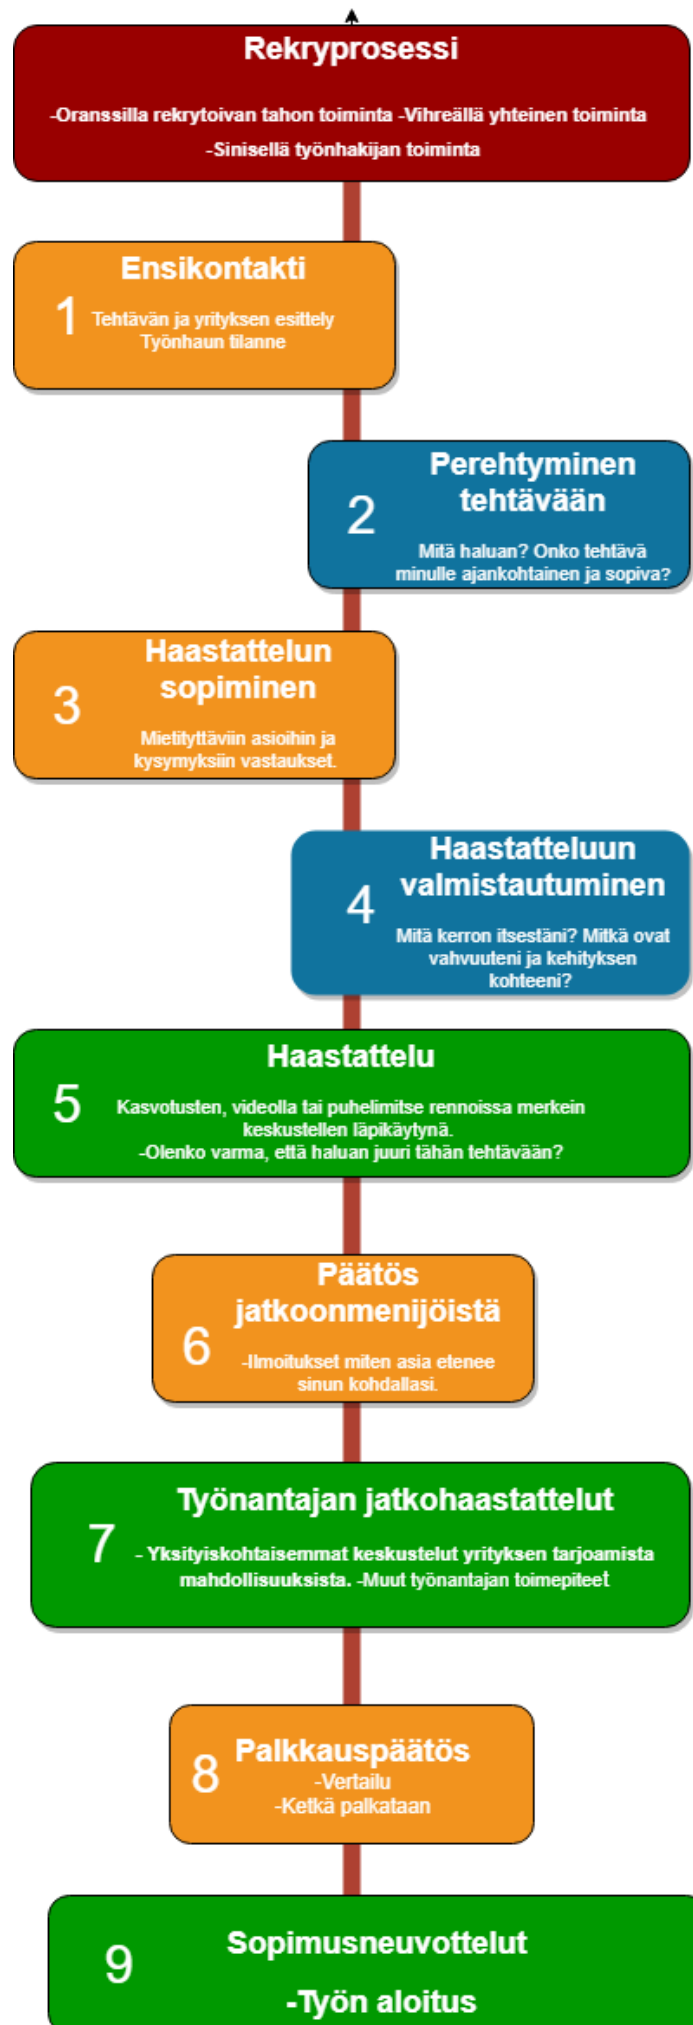 Rekryprosessi
-Oranssilla rekrytoivan tahon toiminta -Vihreällä yhteinen toiminta
-Sinisellä työnhakijan toiminta
Ensikontakti
1
Tehtävän ja yrityksen esittely
Työnhaun tilanne
Perehtyminen
tehtävään
2
Mitä haluan? Onko tehtävä
minulle ajankohtainen ja sopiva?
Haastattelun
sopiminen
3
Mietityttäviin asioihin ja
kysymyksiin vastaukset.
Haastatteluun
valmistautuminen
4
Mitä kerron itsestäni? Mitkä ovat
vahvuuteni ja kehityksen
kohteeni?
Haastattelu
5
Kasvotusten, videolla tai puhelimitse rennoissa merkein
keskustellen läpikäytynä.
-Olenko varma, että haluan juuri tähän tehtävään?
Päätös
jatkoonmenijöistä
6
-Ilmoitukset miten asia etenee
sinun kohdallasi.
Työnantajan jatkohaastattelut
7
- Yksityiskohtaisemmat keskustelut yrityksen tarjoamista
mahdollisuuksista. -Muut työnantajan toimepiteet
Palkkauspäätös
8
-Vertailu
-Ketkä palkataan
Sopimusneuvottelut
9
-Työn aloitus